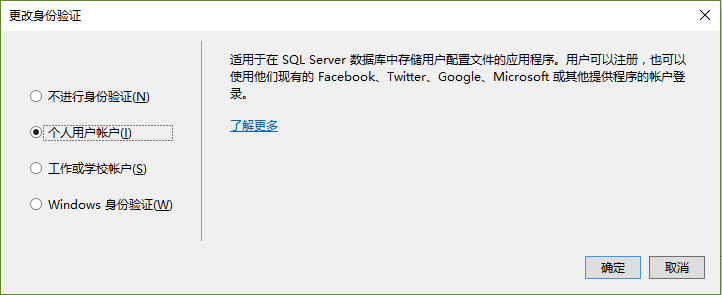 更改身份验证
不进行身份验证(N)
个人用户帐户(I)
工作或学校帐户(S)
Windows 身份验证(W)
适用于在 SQL Server 数据库中存储用户配置文件的应用程序。用户可以注册，也可以
使用他们现有的 Facebook、Twitter、Google、Microsoft 或其他提供程序的帐户登
录。
了解更多
确定
取消